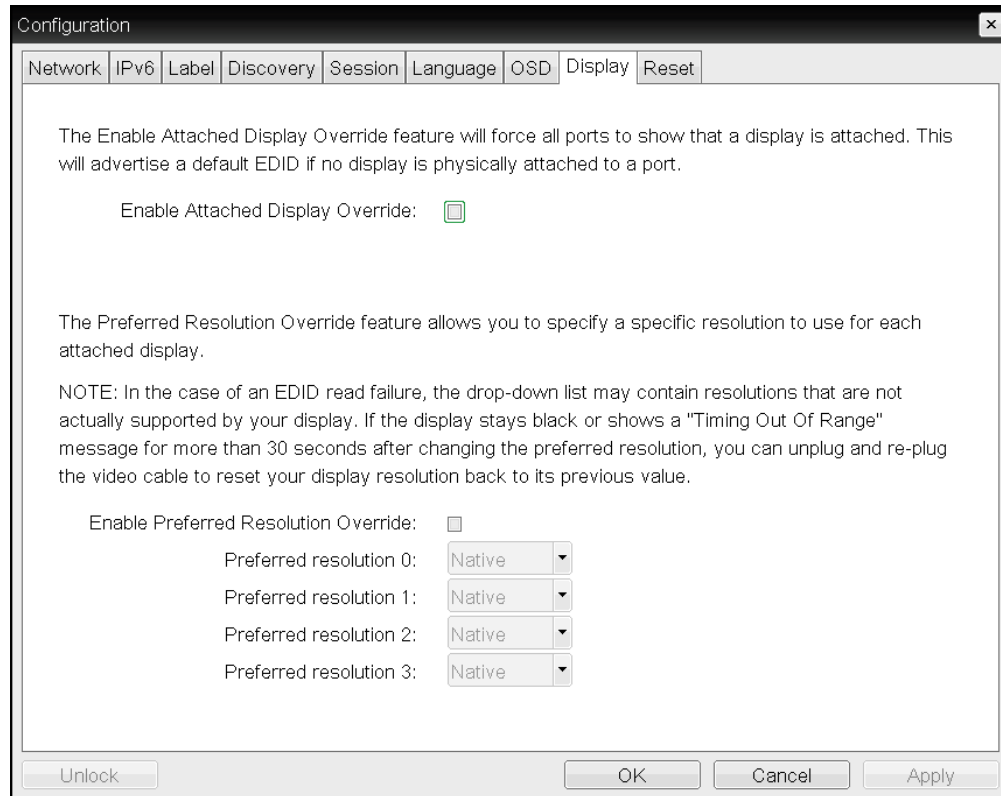 Configuration
Network IPv6 Label Discovery Session Language OSD Display Reset
The Enable Attached Display Override feature will force all ports to show that a display is attached. This
will advertise a default EDID if no display is physically attached to a port.
Enable Attached Display Override:
The Preferred Resolution Override feature allows you to specify a specific resolution to use for each
attached display.
NOTE: In the case of an EDID read failure, the drop-down list may contain resolutions that are not
actually supported by your display. If the display stays black or shows a "Timing Out Of Range"
message for more than 30 seconds after changing the preferred resolution, you can unplug and re-plug
the video cable to reset your display resolution back to its previous value.
Enable Preferred Resolution Override:
Preferred resolution 0: Native
Preferred resolution 1: Native
Preferred resolution 2: Native
Preferred resolution 3: Native
Unlock OK Cancel Apply